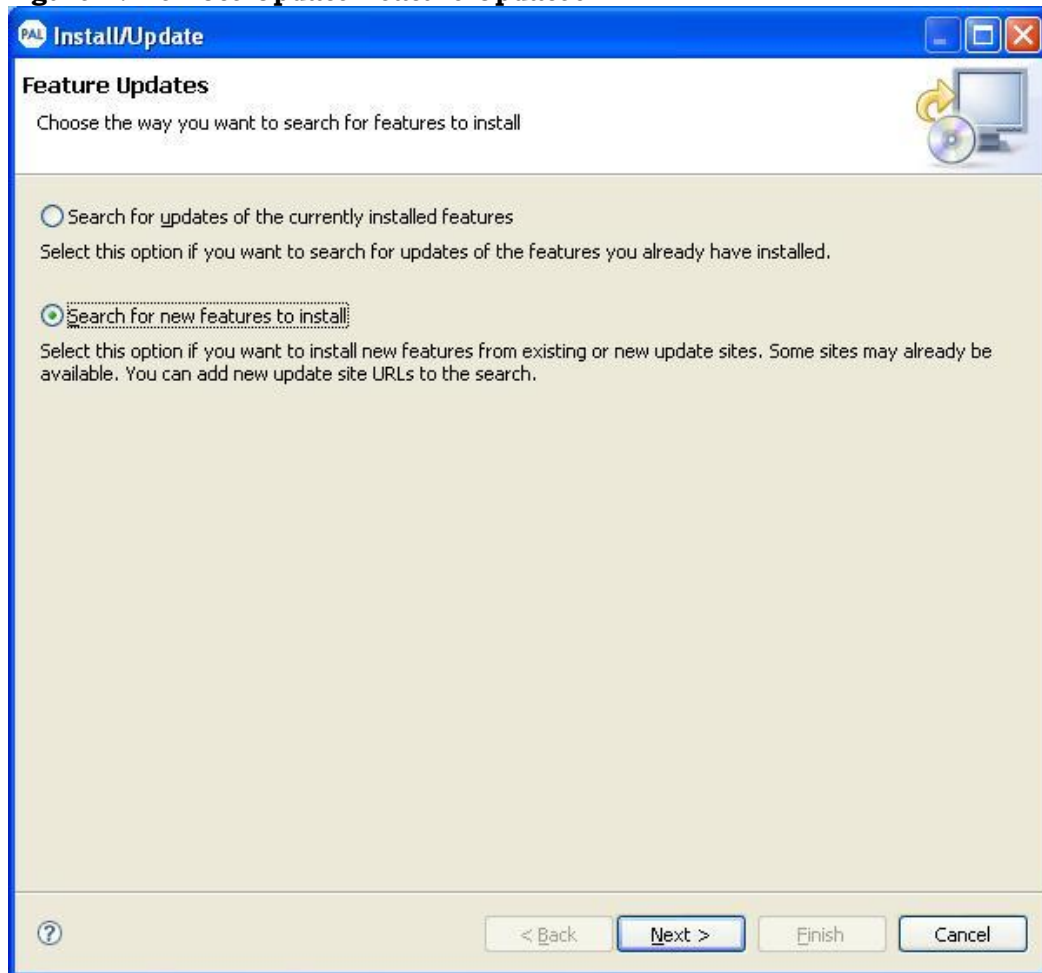 PAL Install/Update
Feature Updates
Choose the way you want to search for features to install
Search for updates of the currently installed features
Select this option if you want to search for updates of the features you already have installed.
Search for new features to install
Select this option if you want to install new features from existing or new update sites. Some sites may already be
available. You can add new update site URLs to the search.
? < Back Next > Finish Cancel